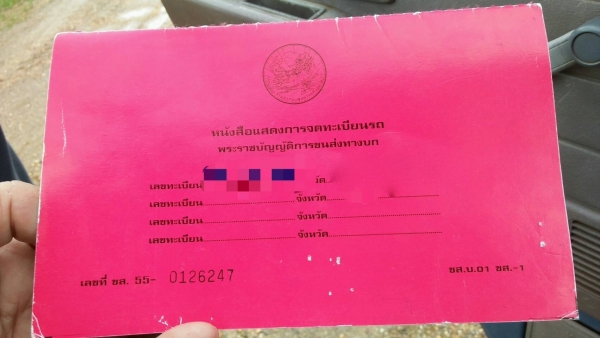 หนังสือแสดงการจดทะเบียนรถ
พระราชบัญญัติการขนส่งทางบก
เลขทะเบียน วัด
เลขทะเบียน จังหวัด
เลขทะเบียน จังหวัด
เลขทะเบียน จังหวัด
เลขที่ ขส. 55- 0126247 ขส.บ.01 ขส.-1